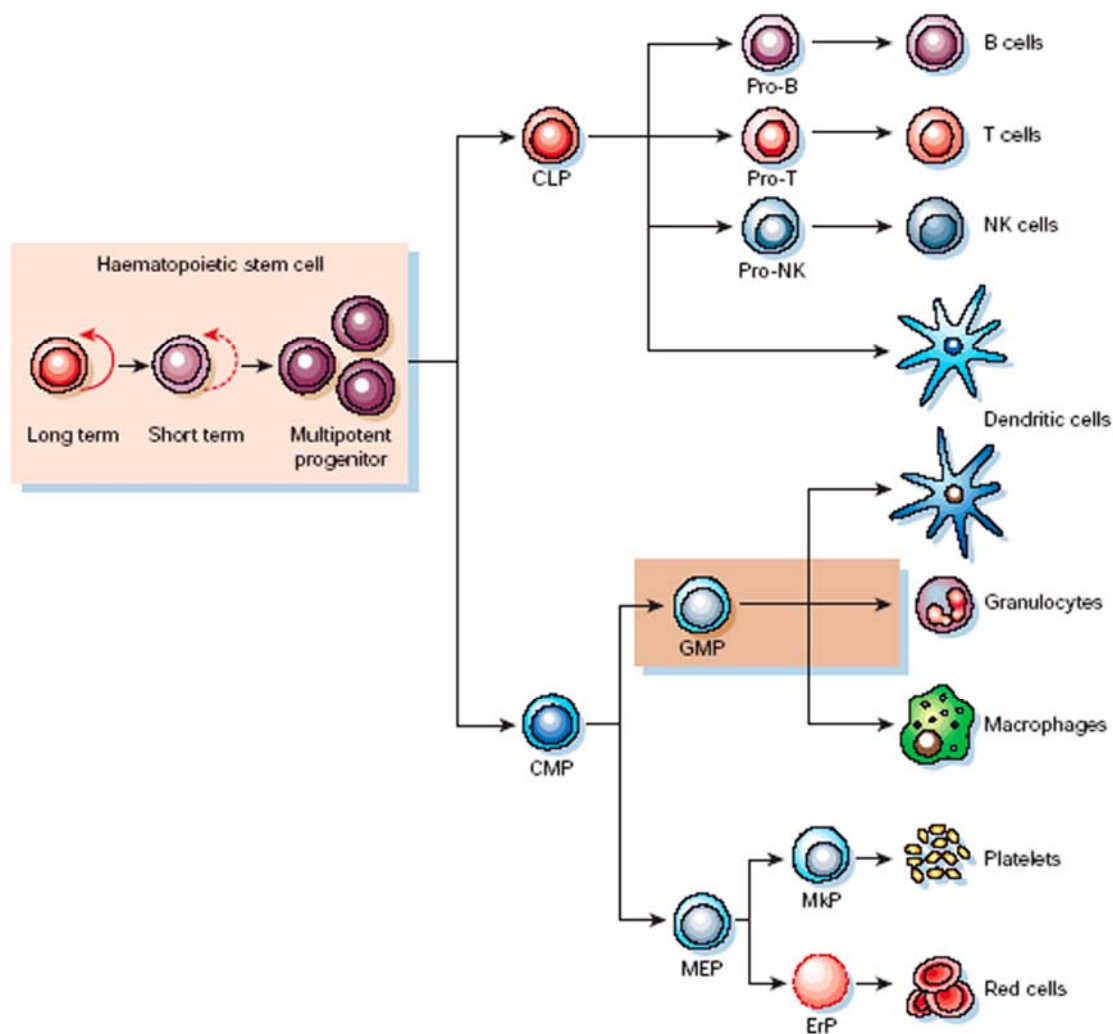 B cells
Pro-B
T cells
CLP
Pro-T
NK cells
Pro-NK
Haematopoietic stem cell
Long term
Short term
Multipotent
progenitor
Dendritic cells
Granulocytes
GMP
Macrophages
CMP
Platelets
MkP
MEP
Red cells
ErP